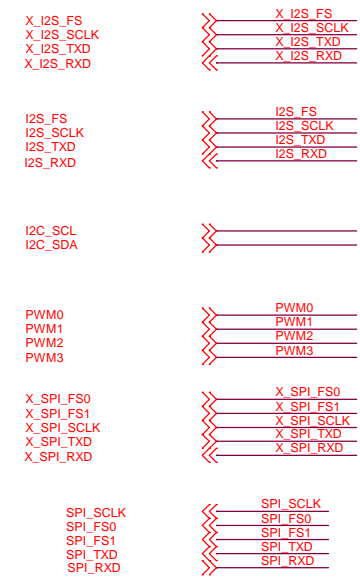 X_I2S_FS X_I2S_FS
X_I2S_SCLK X_I2S_SCLK
X_I2S_TXD X_I2S_TXD
X_I2S_RXD X_I2S_RXD
I2S_FS I2S_FS
I2S_SCLK I2S_SCLK
I2S_TXD I2S_TXD
I2S_RXD I2S_RXD
I2C_SCL
I2C_SDA
PWM0 PWM0
PWM1 PWM1
PWM2 PWM2
PWM3 PWM3
X_SPI_FS0 X_SPI_FS0
X_SPI_FS1 X_SPI_FS1
X_SPI_SCLK X_SPI_SCLK
X_SPI_TXD X_SPI_TXD
X_SPI_RXD X_SPI_RXD
SPI_SCLK SPI_SCLK
SPI_FS0 SPI_FS0
SPI_FS1 SPI_FS1
SPI_TXD SPI_TXD
SPI_RXD SPI_RXD